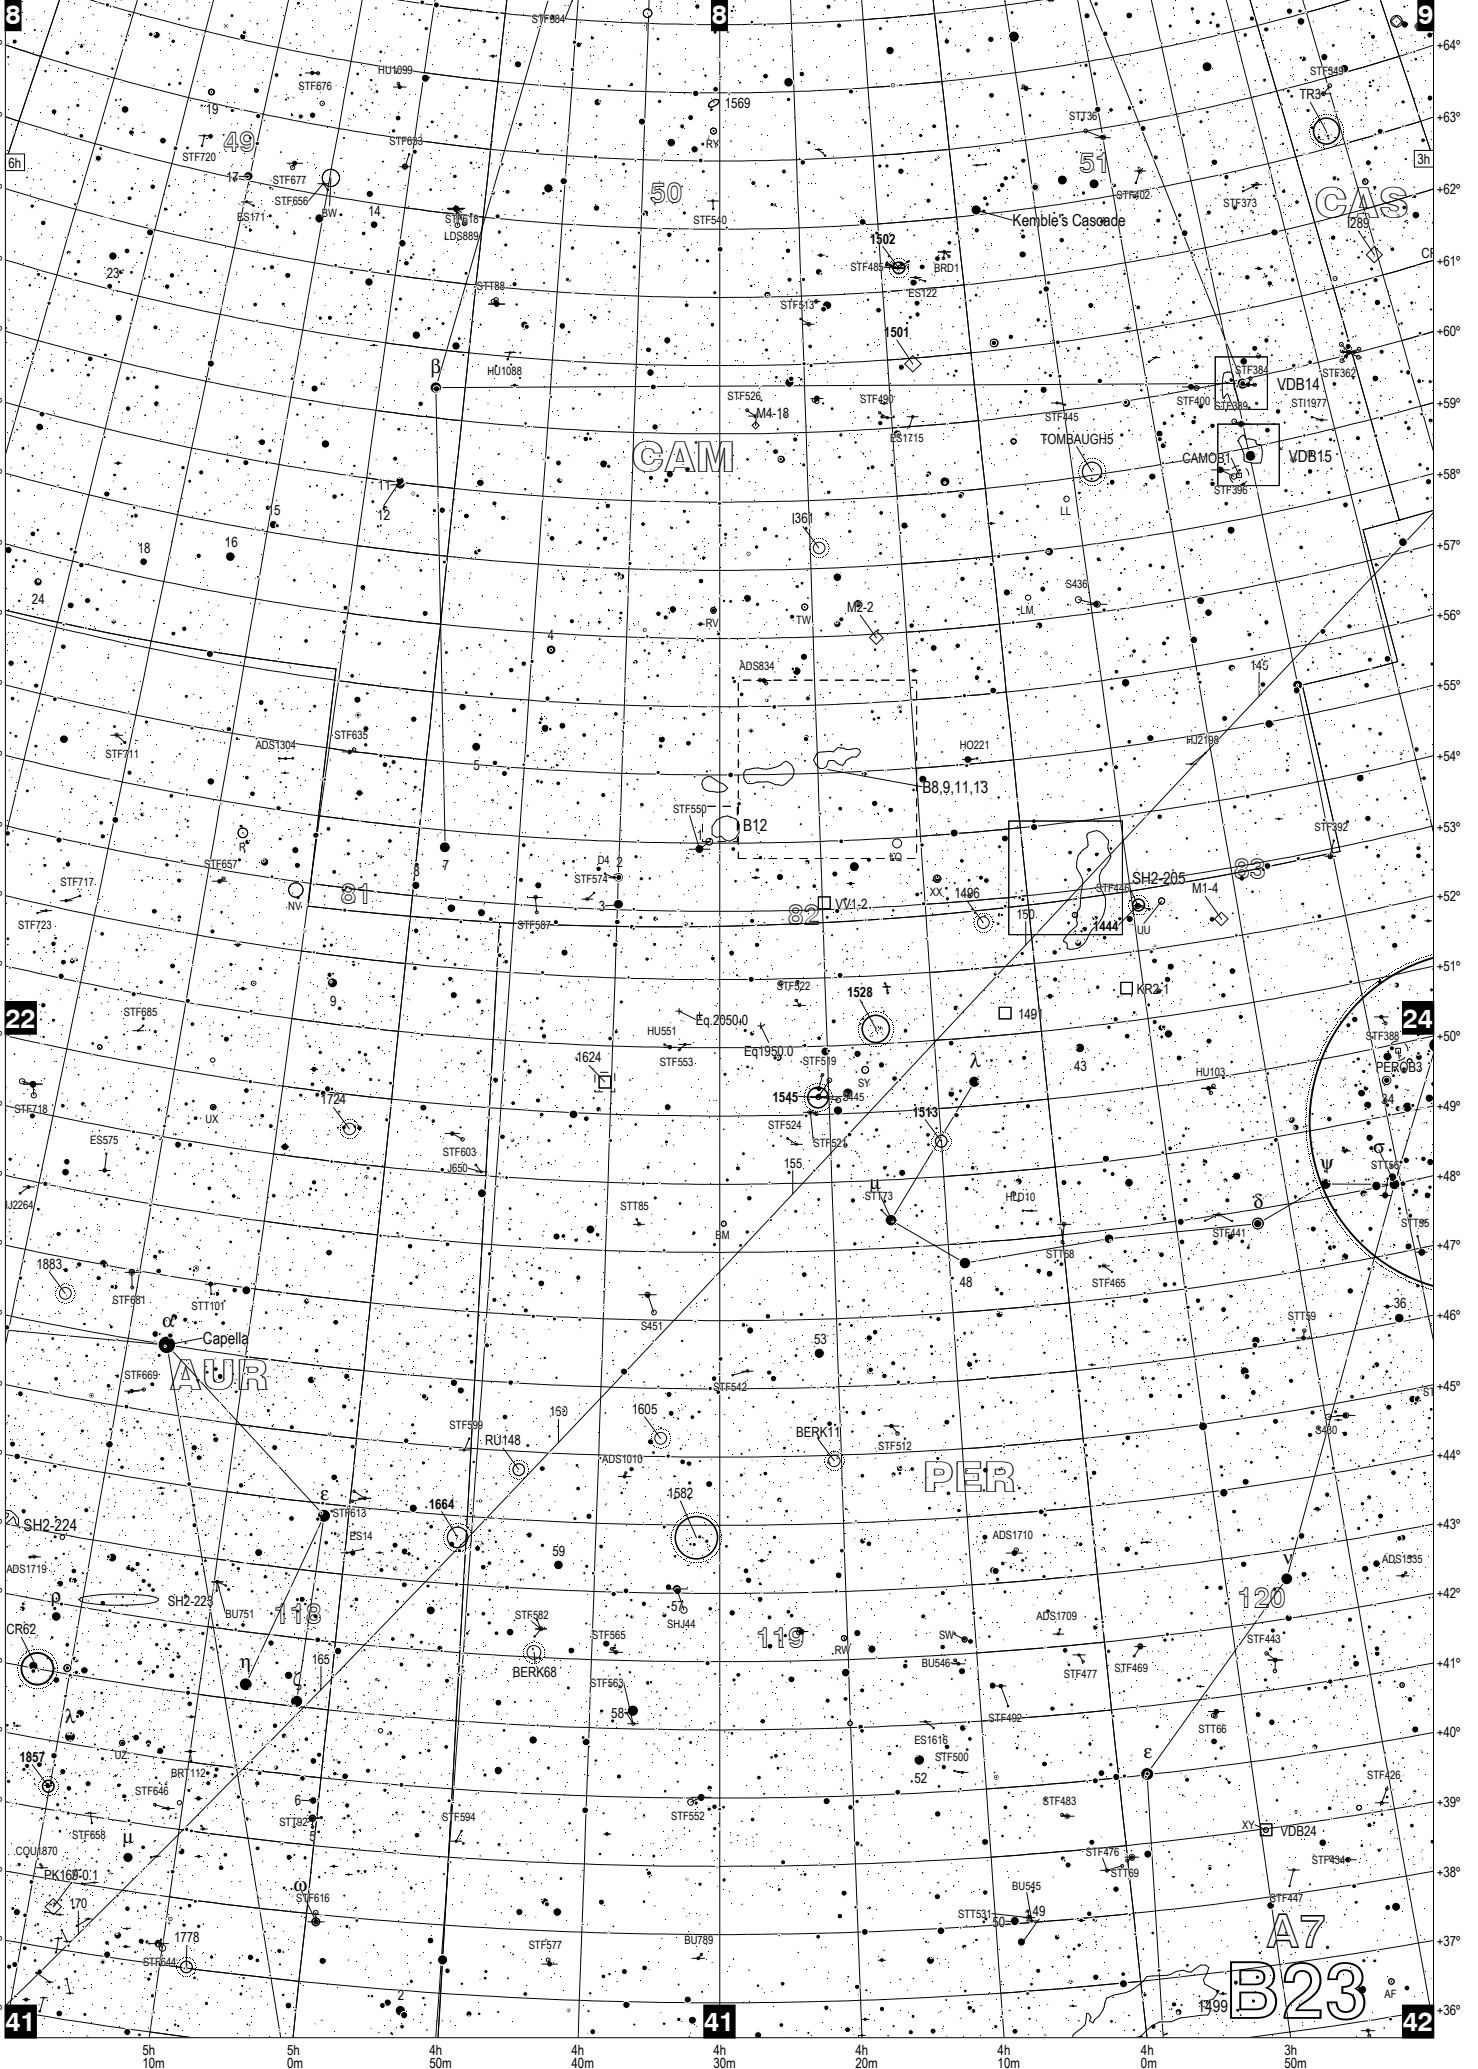 8
8
9
STF584
+64°
HU1099
STF676
STF349
TR3
1569
19
+63°
49
STF633
STT36
RY
STF720
6h
3h
51
17
STF677
STF656
50
STF402
+62°
ES171
BW
14
STF618
STF540
Kemble's Cascade
STF373
CAS
LDS889
I289
1502
+61°
STF485
BRD1
23
STT88
ES122
STF513
1501
+60°
β
HU1088
STF384
STF362
VDB14
STF526
STF490
STF400
STF389
STI1977
+59°
M4-18
STF445
ES1715
TOMBAUGH5
CAM
CAMOB1
VDB15
+58°
11
STF396
12
LL
15
I361
16
18
+57°
S436
24
LM
M2-2
RV
TW
+56°
4
ADS834
145
+55°
STF635
ADS1304
STF711
HO221
HJ2198
5
+54°
B8,9,11,13
STF550
B12
STF392
+53°
R
7
STF657
D4
2
8
STF574
83
SH2-205
STF717
81
STF446
M1-4
XX
1496
+52°
NV
3
VV1-2
82
150
STF723
STF587
1444
UU
+51°
9
STF522
1528
KR2-1
STF685
1491
22
Eq.2050.0
24
HU551
STF388
+50°
STF553
Eq1950.0
1624
STF519
λ
43
PEROB3
HU103
SY
34
1545
S445
1724
1513
+49°
STF718
UX
STF524
STF521
ES575
STF603
J650
155
ψ
σ
STT56
+48°
μ
STT73
HLD10
δ
STT85
BM
STF441
STT95
STT68
+47°
1883
48
STF465
STF681
STT101
α
36
+46°
Capella
S451
STT59
53
STF669
AUR
STF542
+45°
STF599
1605
RU148
BERK11
S430
STF512
+44°
ADS1010
PER
1582
ε
STF613
1664
SH2-224
ES14
ADS1710
+43°
59
ν
ADS1719
ADS1535
ρ
SH2-223
57
+42°
BU751
118
120
STF582
SHJ44
ADS1709
CR62
STF565
119
SW
STF443
165
RW
BU546
BERK68
STF477
STF469
+41°
η
ζ
STF563
58
STF492
λ
STT66
+40°
UZ
ES1616
ε
STF500
1857
BRT112
52
STF426
STF646
6
STF594
STF483
+39°
STT92
STF552
5
XY
VDB24
STF658
μ
COU1870
STF476
STF434
+38°
PK169-0.1
ω
STT69
BU545
STF616
STF447
170
STT531
49
50
A7
1778
STF577
BU789
+37°
STF644
B23
2
AF
1499
+36°
41
41
42
5h
10m
5h
0m
4h
50m
4h
40m
4h
30m
4h
20m
4h
10m
4h
0m
3h
50m